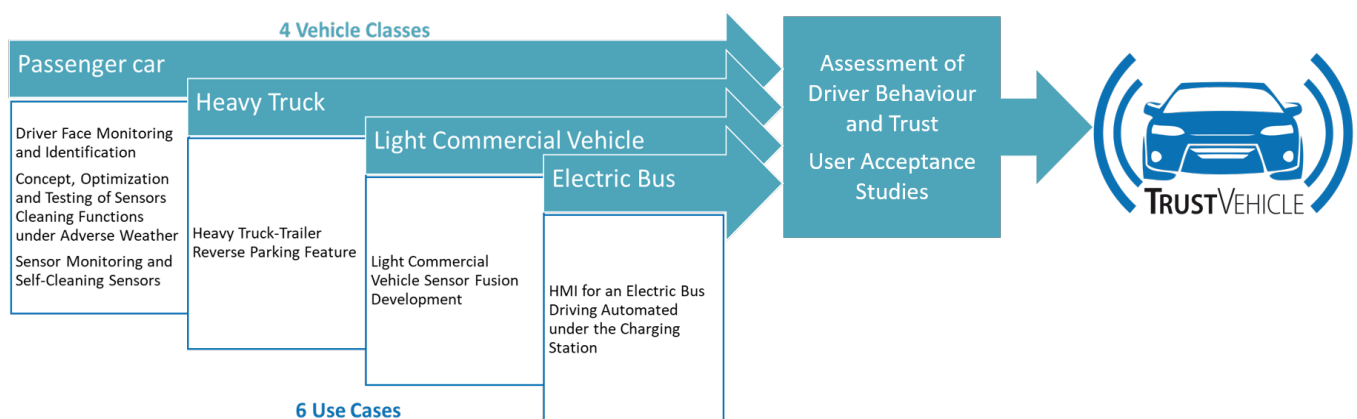 4 Vehicle Classes
Passenger car
Driver Face Monitoring
and Identification
Concept, Optimization
and Testing of Sensors
Cleaning Functions
under Adverse Weather
Sensor Monitoring and
Self-Cleaning Sensors
Heavy Truck
Heavy Truck-Trailer
Reverse Parking Feature
Light Commercial Vehicle
Light Commercial
Vehicle Sensor Fusion
Development
Electric Bus
HMI for an Electric Bus
Driving Automated
under the Charging
Station
6 Use Cases
Assessment of
Driver Behaviour
and Trust
User Acceptance
Studies
TRUSTVEHICLE